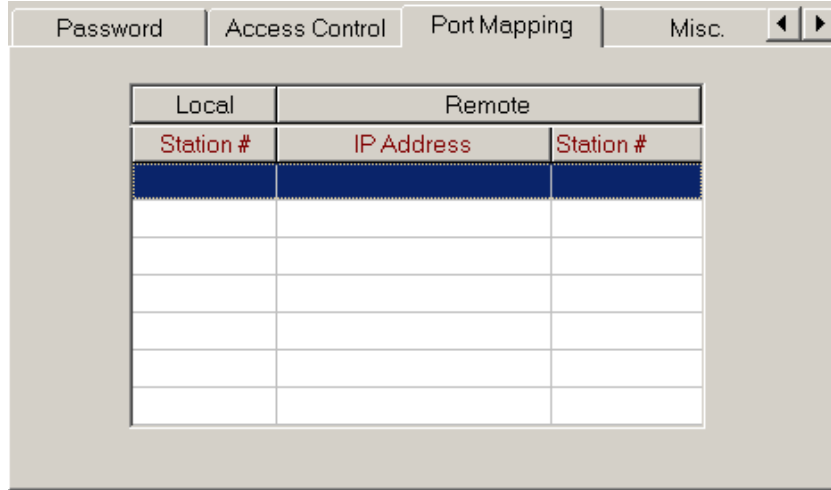 Password Access Control Port Mapping Misc.
Local Remote
Station # IP Address Station #